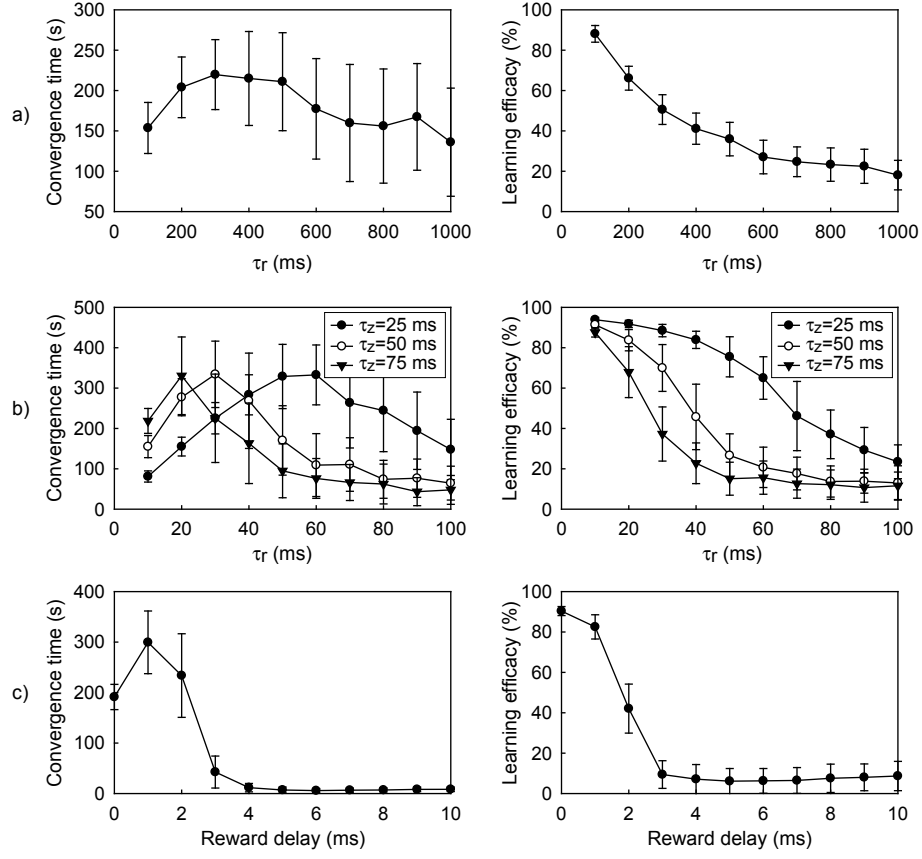 a)
Convergence time (s)
300
250
200
150
100
50
0 200 400 600 800 1000
τr (ms)
Learning efficacy (%)
100
80
60
40
20
0
0 200 400 600 800 1000
τr (ms)
b)
Convergence time (s)
500
400
300
200
100
0
τz=25 ms
τz=50 ms
τz=75 ms
0 20 40 60 80 100
τr (ms)
Learning efficacy (%)
100
80
60
40
20
0
τz=25 ms
τz=50 ms
τz=75 ms
0 20 40 60 80 100
τr (ms)
c)
Convergence time (s)
400
300
200
100
0
0 2 4 6 8 10
Reward delay (ms)
Learning efficacy (%)
100
80
60
40
20
0
0 2 4 6 8 10
Reward delay (ms)